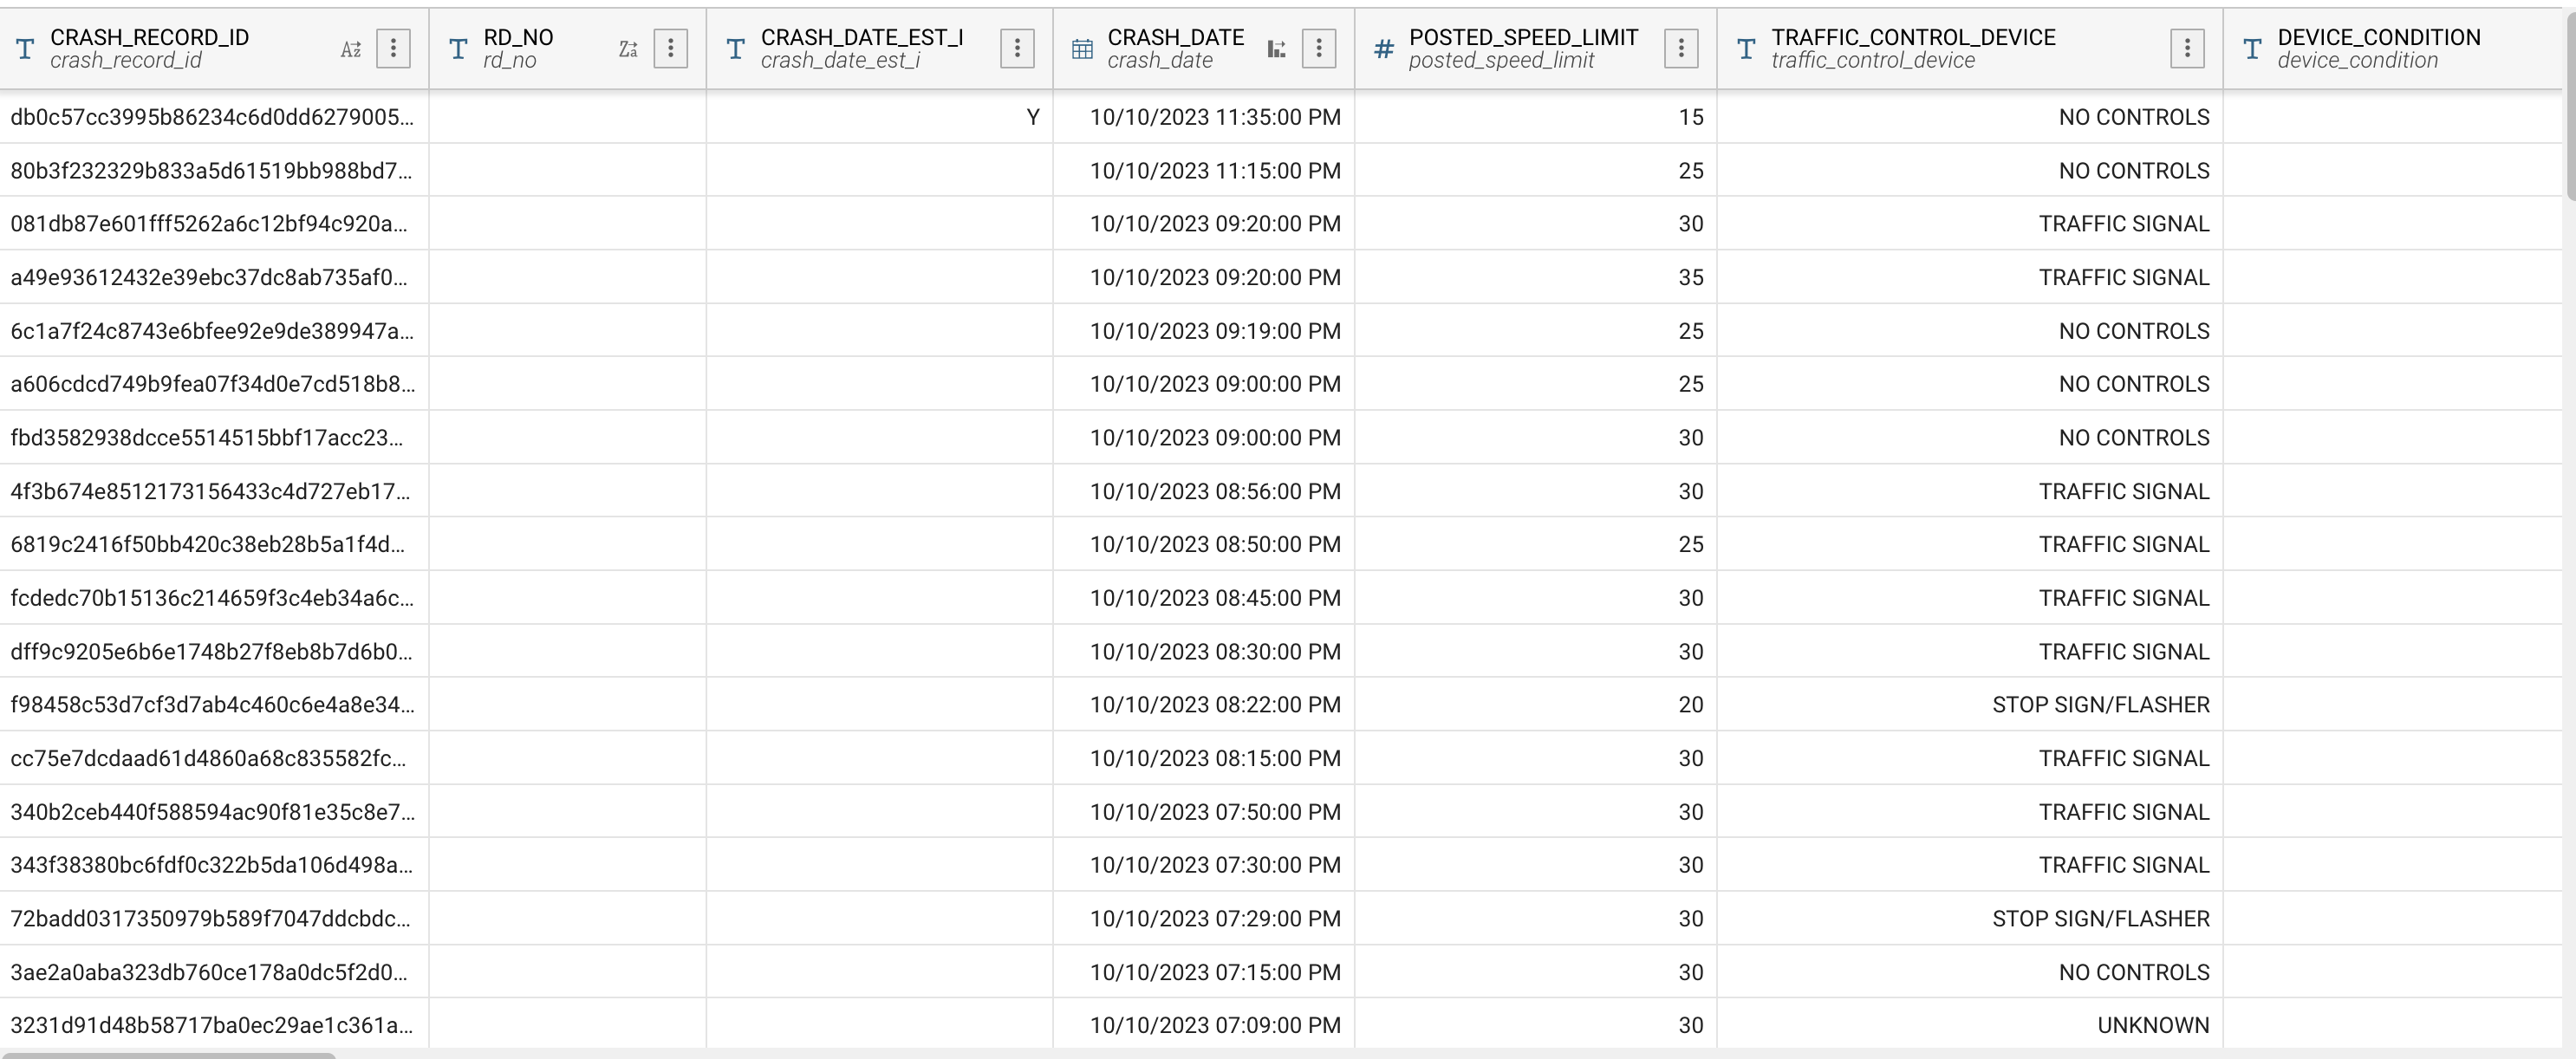 CRASH_RECORD_ID RD_NO CRASH_DATE_EST_I CRASH_DATE POSTED_SPEED_LIMIT TRAFFIC_CONTROL_DEVICE DEVICE_CONDITION
crash_record_id rd_no crash_date_est_i crash_date posted_speed_limit traffic_control_device device_condition
db0c57cc3995b86234c6d0dd6279005... Y 10/10/2023 11:35:00 PM 15 NO CONTROLS
80b3f232329b833a5d61519bb988bd7... 10/10/2023 11:15:00 PM 25 NO CONTROLS
081db87e601fff5262a6c12bf94c920a... 10/10/2023 09:20:00 PM 30 TRAFFIC SIGNAL
a49e93612432e39ebc37dc8ab735af0... 10/10/2023 09:20:00 PM 35 TRAFFIC SIGNAL
6c1a7f24c8743e6bfee92e9de389947a... 10/10/2023 09:19:00 PM 25 NO CONTROLS
a606cdcd749b9fea07f34d0e7cd518b8... 10/10/2023 09:00:00 PM 25 NO CONTROLS
fbd3582938dcce5514515bbf17acc23... 10/10/2023 09:00:00 PM 30 NO CONTROLS
4f3b674e8512173156433c4d727eb17... 10/10/2023 08:56:00 PM 30 TRAFFIC SIGNAL
6819c2416f50bb420c38eb28b5a1f4d... 10/10/2023 08:50:00 PM 25 TRAFFIC SIGNAL
fcdedc70b15136c214659f3c4eb34a6c... 10/10/2023 08:45:00 PM 30 TRAFFIC SIGNAL
dff9c9205e6b6e1748b27f8eb8b7d6b0... 10/10/2023 08:30:00 PM 30 TRAFFIC SIGNAL
f98458c53d7cf3d7ab4c460c6e4a8e34... 10/10/2023 08:22:00 PM 20 STOP SIGN/FLASHER
cc75e7dcdaad61d4860a68c835582fc... 10/10/2023 08:15:00 PM 30 TRAFFIC SIGNAL
340b2ceb440f588594ac90f81e35c8e7... 10/10/2023 07:50:00 PM 30 TRAFFIC SIGNAL
343f38380bc6fdf0c322b5da106d498a... 10/10/2023 07:30:00 PM 30 TRAFFIC SIGNAL
72badd0317350979b589f7047ddcbdc... 10/10/2023 07:29:00 PM 30 STOP SIGN/FLASHER
3ae2a0aba323db760ce178a0dc5f2d0... 10/10/2023 07:15:00 PM 30 NO CONTROLS
3231d91d48b58717ba0ec29ae1c361a... 10/10/2023 07:09:00 PM 30 UNKNOWN